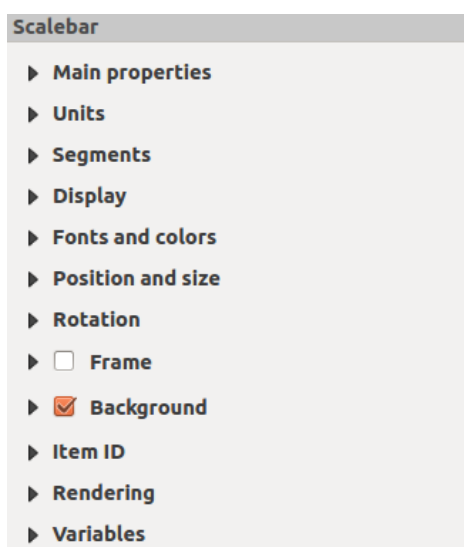 Scalebar
Main properties
Units
Segments
Display
Fonts and colors
Position and size
Rotation
Frame
Background
Item ID
Rendering
Variables